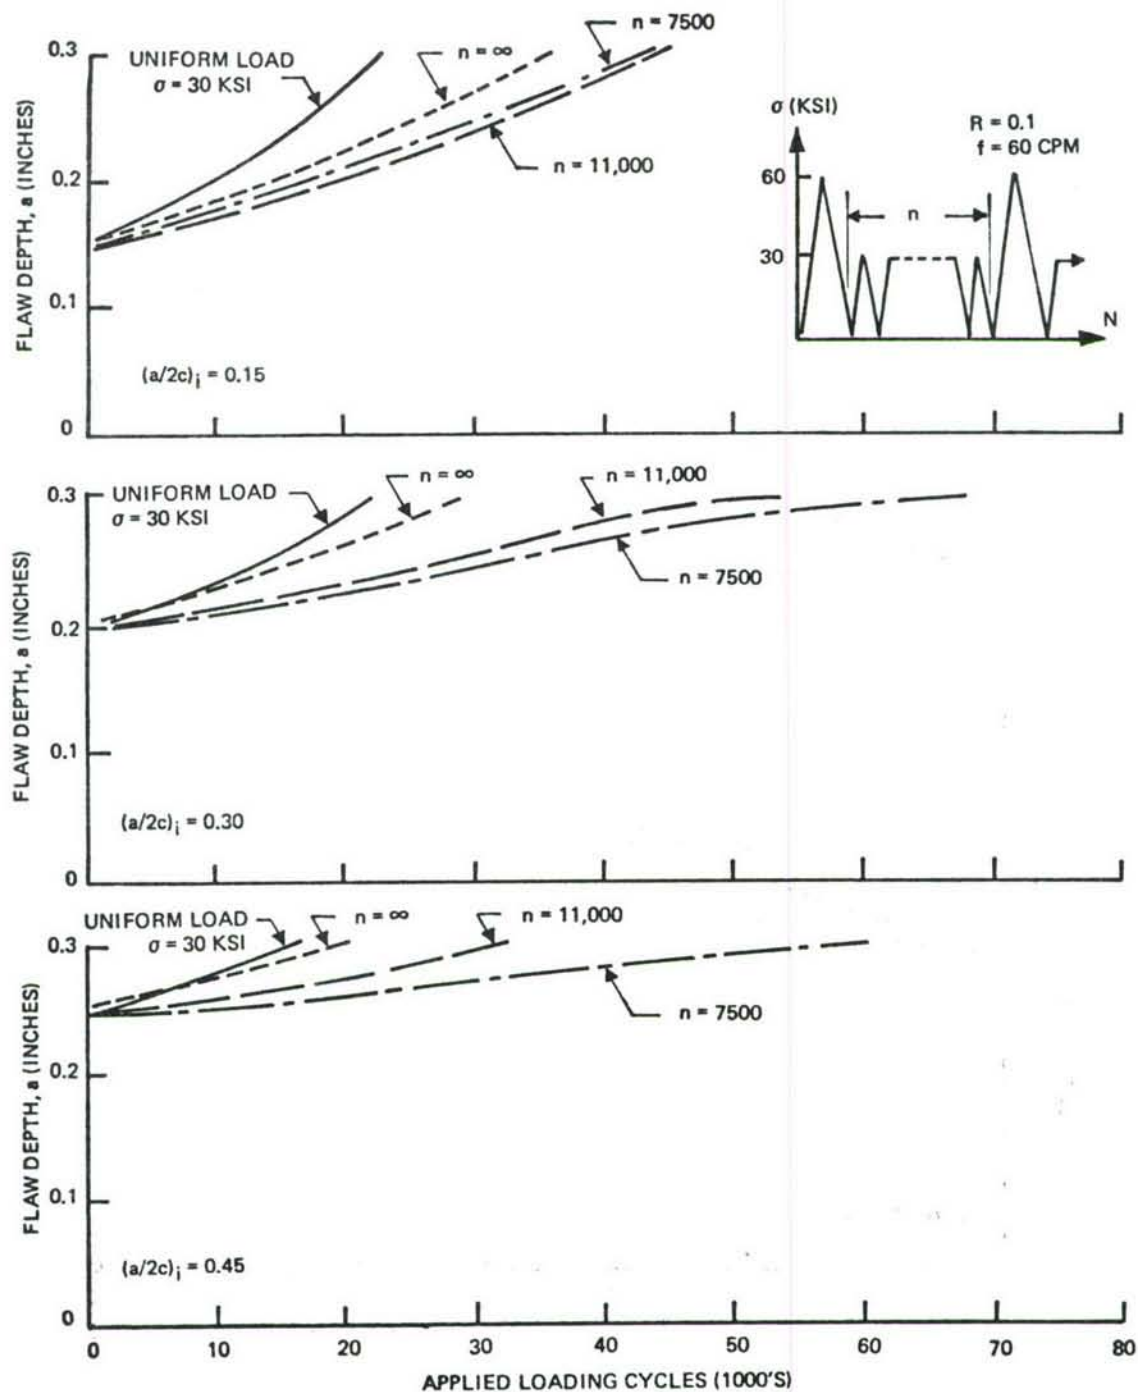 FLAW DEPTH, a (INCHES)
0.3
0.2
0.1
0
UNIFORM LOAD
σ = 30 KSI
n = ∞
n = 7500
n = 11,000
(a/2c)i = 0.15
σ (KSI)
R = 0.1
f = 60 CPM
60
30
n
N
FLAW DEPTH, a (INCHES)
0.3
0.2
0.1
0
UNIFORM LOAD
σ = 30 KSI
n = ∞
n = 11,000
n = 7500
(a/2c)i = 0.30
FLAW DEPTH, a (INCHES)
0.3
0.2
0.1
0
UNIFORM LOAD
σ = 30 KSI
n = ∞
n = 11,000
n = 7500
(a/2c)i = 0.45
0 10 20 30 40 50 60 70 80
APPLIED LOADING CYCLES (1000'S)